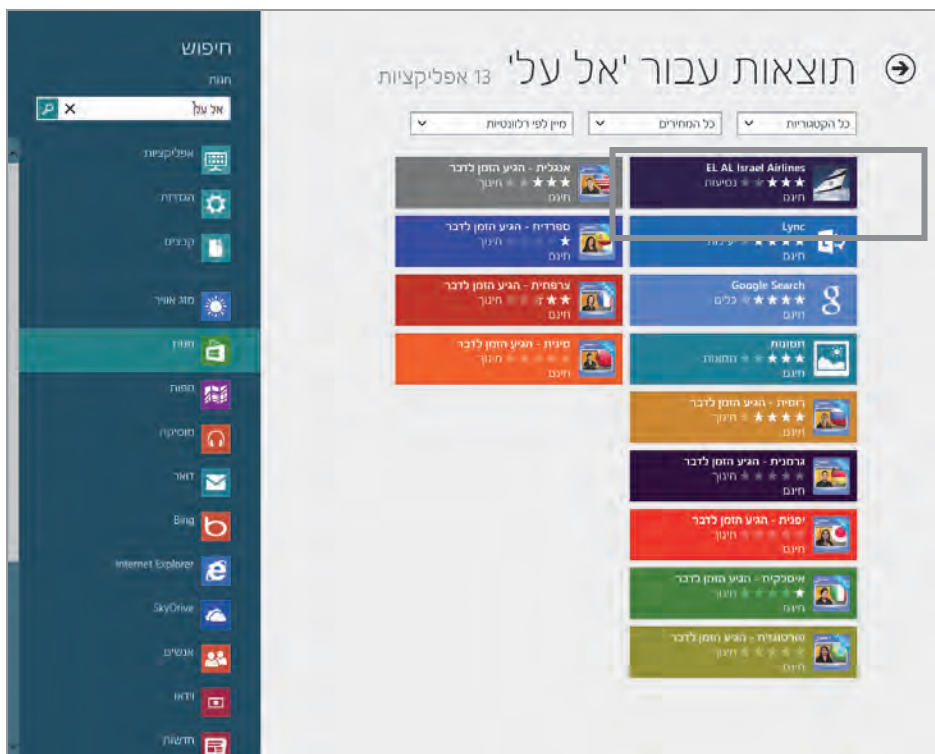 תוצאות עבור 'אל על' 13 אפליקציות
כל הקטגוריות
כל המחירים
מיין לפי רלוונטיות
EL AL Israel Airlines
נסיעות
חינם
Lync
חינם
Google Search
כלים
חינם
תמונות
תמונות
חינם
רוסית - הגיע הזמן לדבר
חינוך
חינם
גרמנית - הגיע הזמן לדבר
חינוך
חינם
יפנית - הגיע הזמן לדבר
חינוך
חינם
איטלקית - הגיע הזמן לדבר
חינוך
חינם
פורטוגזית - הגיע הזמן לדבר
חינוך
חינם
אנגלית - הגיע הזמן לדבר
חינוך
חינם
ספרדית - הגיע הזמן לדבר
חינוך
חינם
צרפתית - הגיע הזמן לדבר
חינוך
חינם
סינית - הגיע הזמן לדבר
חינוך
חינם
חיפוש
חנות
אל על
אפליקציות
הגדרות
קבצים
מזג אוויר
חנות
מפות
מוסיקה
דואר
Bing
Internet Explorer
SkyDrive
אנשים
וידאו
חדשות